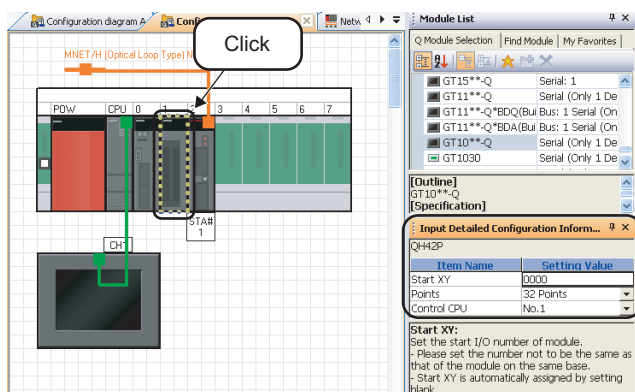 Configuration diagram A
Confi
Netw
Click
MNET/H (Optical Loop Type) N
POW CPU 0 1 2 3 4 5 6 7
STA#
1
CH1
Module List
Q Module Selection Find Module My Favorites
GT15**-Q Serial: 1
GT11**-Q Serial (Only 1 De
GT11**-Q*BDQ(Bui Bus: 1 Serial (On
GT11**-Q*BDA(Bui Bus: 1 Serial (On
GT10**-Q Serial (Only 1 De
GT1030 Serial (Only 1 De
[Outline]
GT10**-Q
[Specification]
Input Detailed Configuration Inform...
QH42P
Item Name Setting Value
Start XY 0000
Points 32 Points
Control CPU No.1
Start XY:
Set the start I/O number of module.
- Please set the number not to be the same as
that of the module on the same base.
- Start XY is automatically assigned by setting
blank